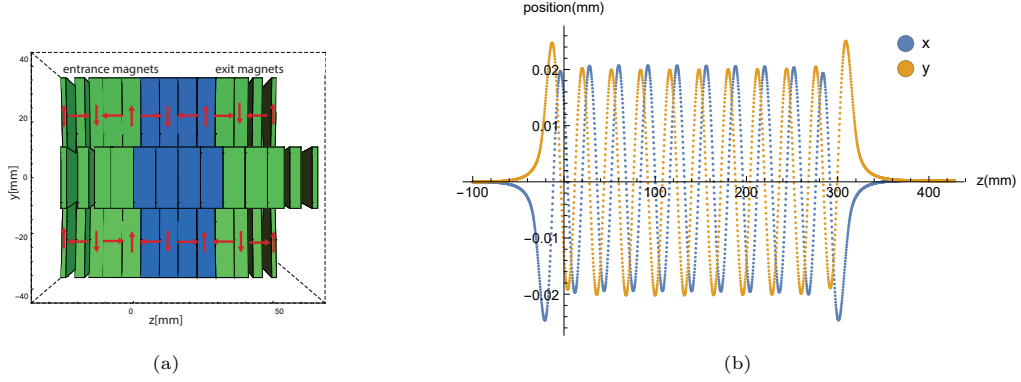 entrance magnets
exit magnets
40
20
0
−20
−40
y[mm]
0
50
z[mm]
(a)
position(mm)
0.02
0.01
−0.01
−0.02
−100
100
200
300
400
z(mm)
x
y
(b)